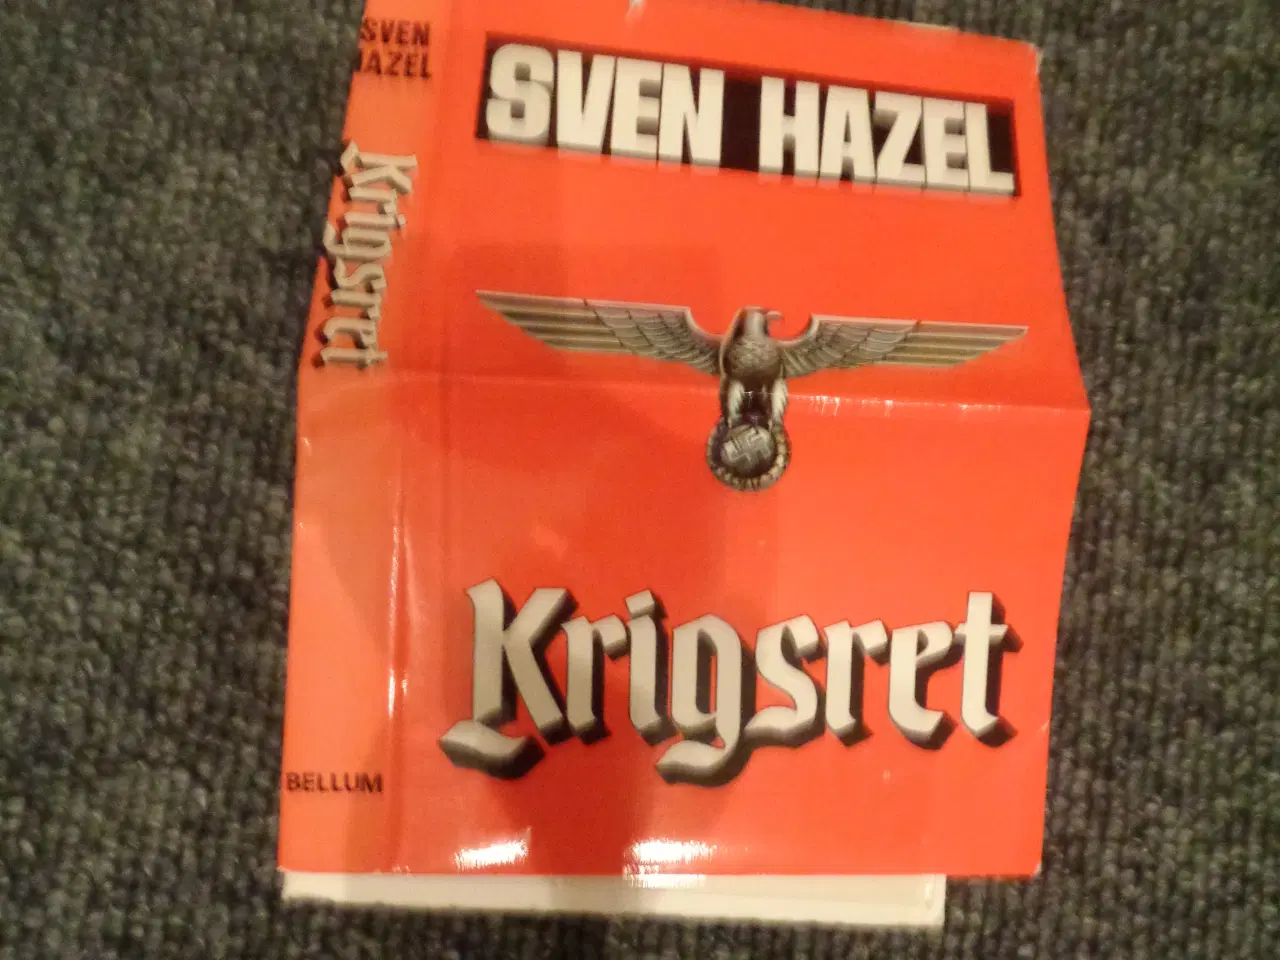 SVEN
HAZEL
Krigsret
BELLUM
SVEN HAZEL
Krigsret